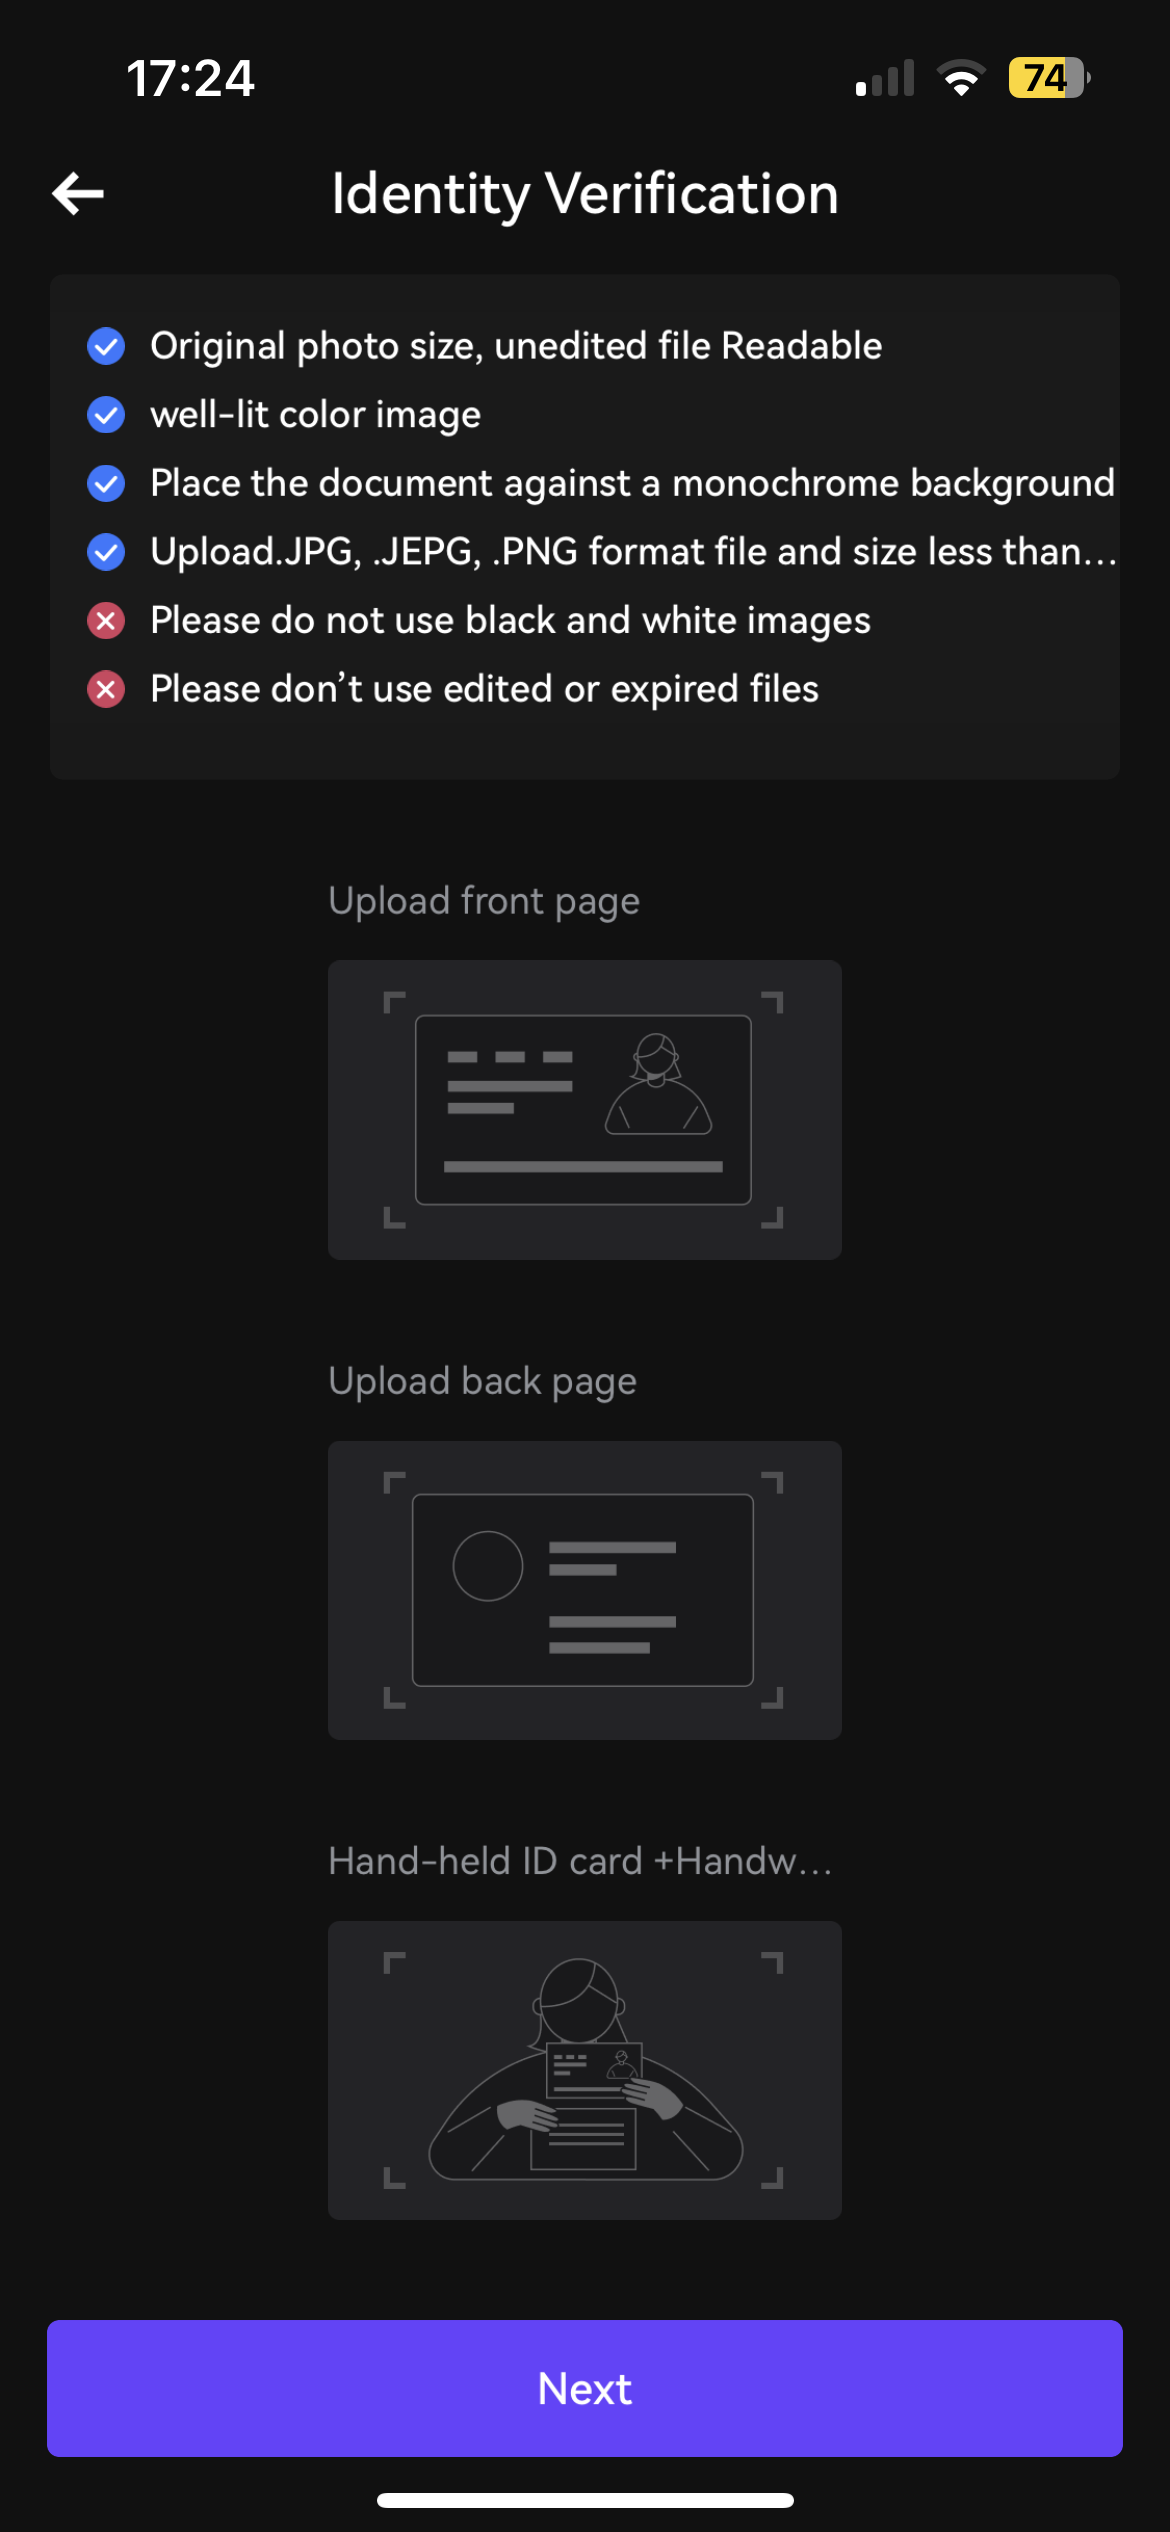 17:24
74
Identity Verification
Original photo size, unedited file Readable
well-lit color image
Place the document against a monochrome background
Upload.JPG, .JEPG, .PNG format file and size less than...
Please do not use black and white images
Please don’t use edited or expired files
Upload front page
Upload back page
Hand-held ID card +Handw...
Next